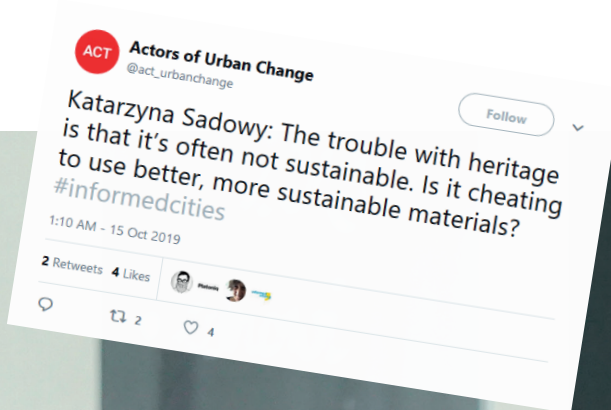 ACT
Actors of Urban Change
@act_urbanchange
Follow
Katarzyna Sadowy: The trouble with heritage
is that it's often not sustainable. Is it cheating
to use better, more sustainable materials?
#informedcities
1:10 AM - 15 Oct 2019
2 Retweets 4 Likes
2
4